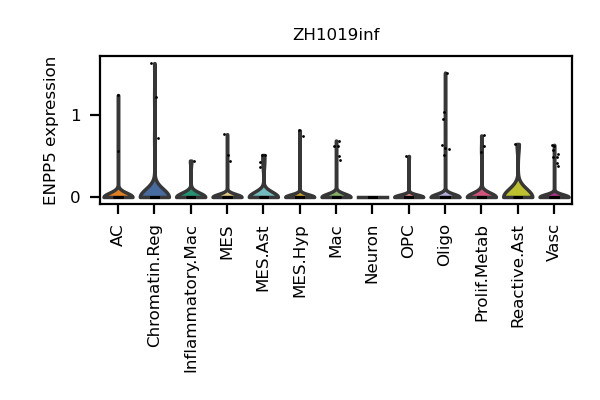 ZH1019inf
ENPP5 expression
1
0
AC
Chromatin.Reg
Inflammatory.Mac
MES
MES.Ast
MES.Hyp
Mac
Neuron
OPC
Oligo
Prolif.Metab
Reactive.Ast
Vasc